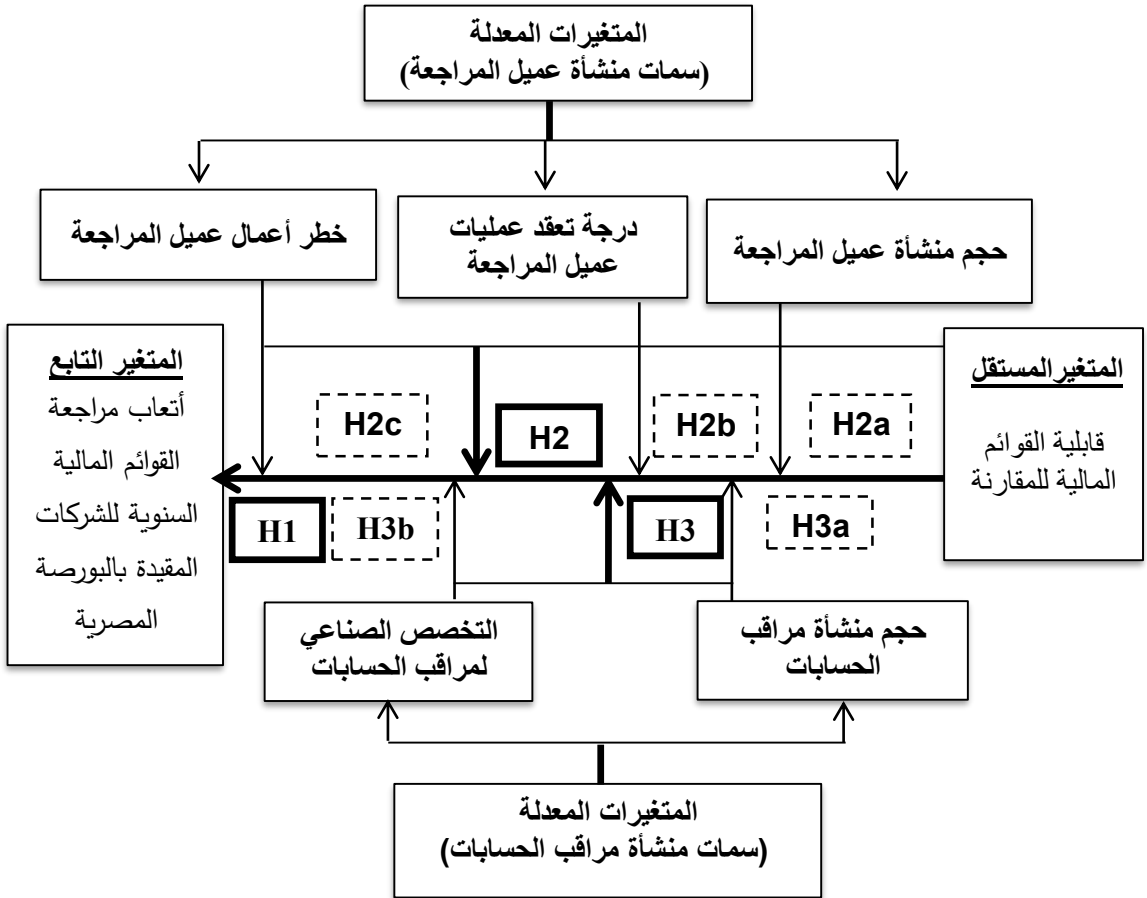 المتغيرات المعدلة
(سمات منشأة عميل المراجعة)
حجم منشأة عميل المراجعة
درجة تعقد عمليات
عميل المراجعة
خطر أعمال عميل المراجعة
المتغيرالمستقل
قابلية القوائم
المالية للمقارنة
المتغير التابع
أتعاب مراجعة
القوائم المالية
السنوية للشركات
المقيدة بالبورصة
المصرية
H2a
H2b
H2
H2c
H3a
H3
H3b
H1
حجم منشأة مراقب
الحسابات
التخصص الصناعي
لمراقب الحسابات
المتغيرات المعدلة
(سمات منشأة مراقب الحسابات)